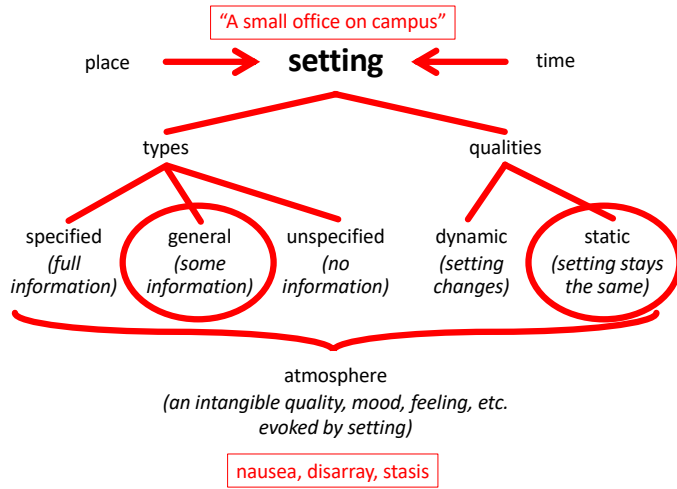 “A small office on campus”
place
setting
time
types
qualities
specified
(full
information)
general
(some
information)
unspecified
(no
information)
dynamic
(setting
changes)
static
(setting stays
the same)
atmosphere
(an intangible quality, mood, feeling, etc.
evoked by setting)
nausea, disarray, stasis